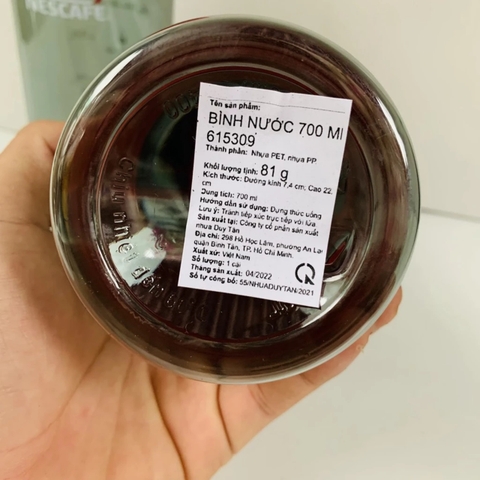 NESCAFÉ
Tên sản phẩm:
BÌNH NƯỚC 700 Ml
615309
Thành phần: Nhựa PET, nhựa PP
Khối lượng tịnh: 81 g
Kích thước: Đường kính 7,4 cm; Cao 22
cm
Dung tích: 700 ml
Hướng dẫn sử dụng: Đựng thức uống
Lưu ý: Tránh tiếp xúc trực tiếp với lửa
Sản xuất tại: Công ty cổ phần sản xuất
nhựa Duy Tân
Địa chỉ: 298 Hồ Học Lãm, phường An Lạc
quận Bình Tân, TP, Hồ Chí Minh.
Xuất xứ: Việt Nam
Số lượng: 1 cái
Tháng sản xuất: 04/2022
Số tự công bố: 55/NHUADUYTAN/2021